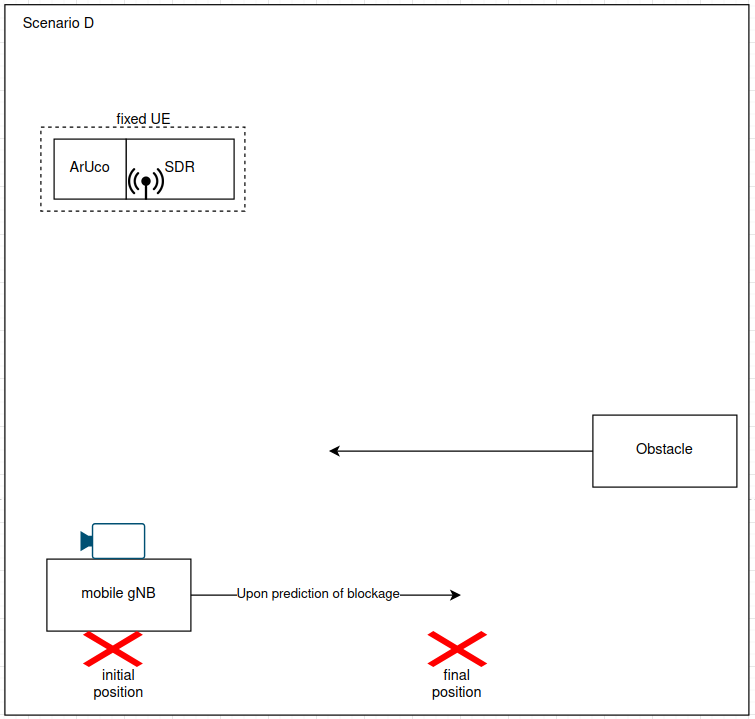 Scenario D
fixed UE
ArUco
SDR
Obstacle
mobile gNB
Upon prediction of blockage
initial
position
final
position